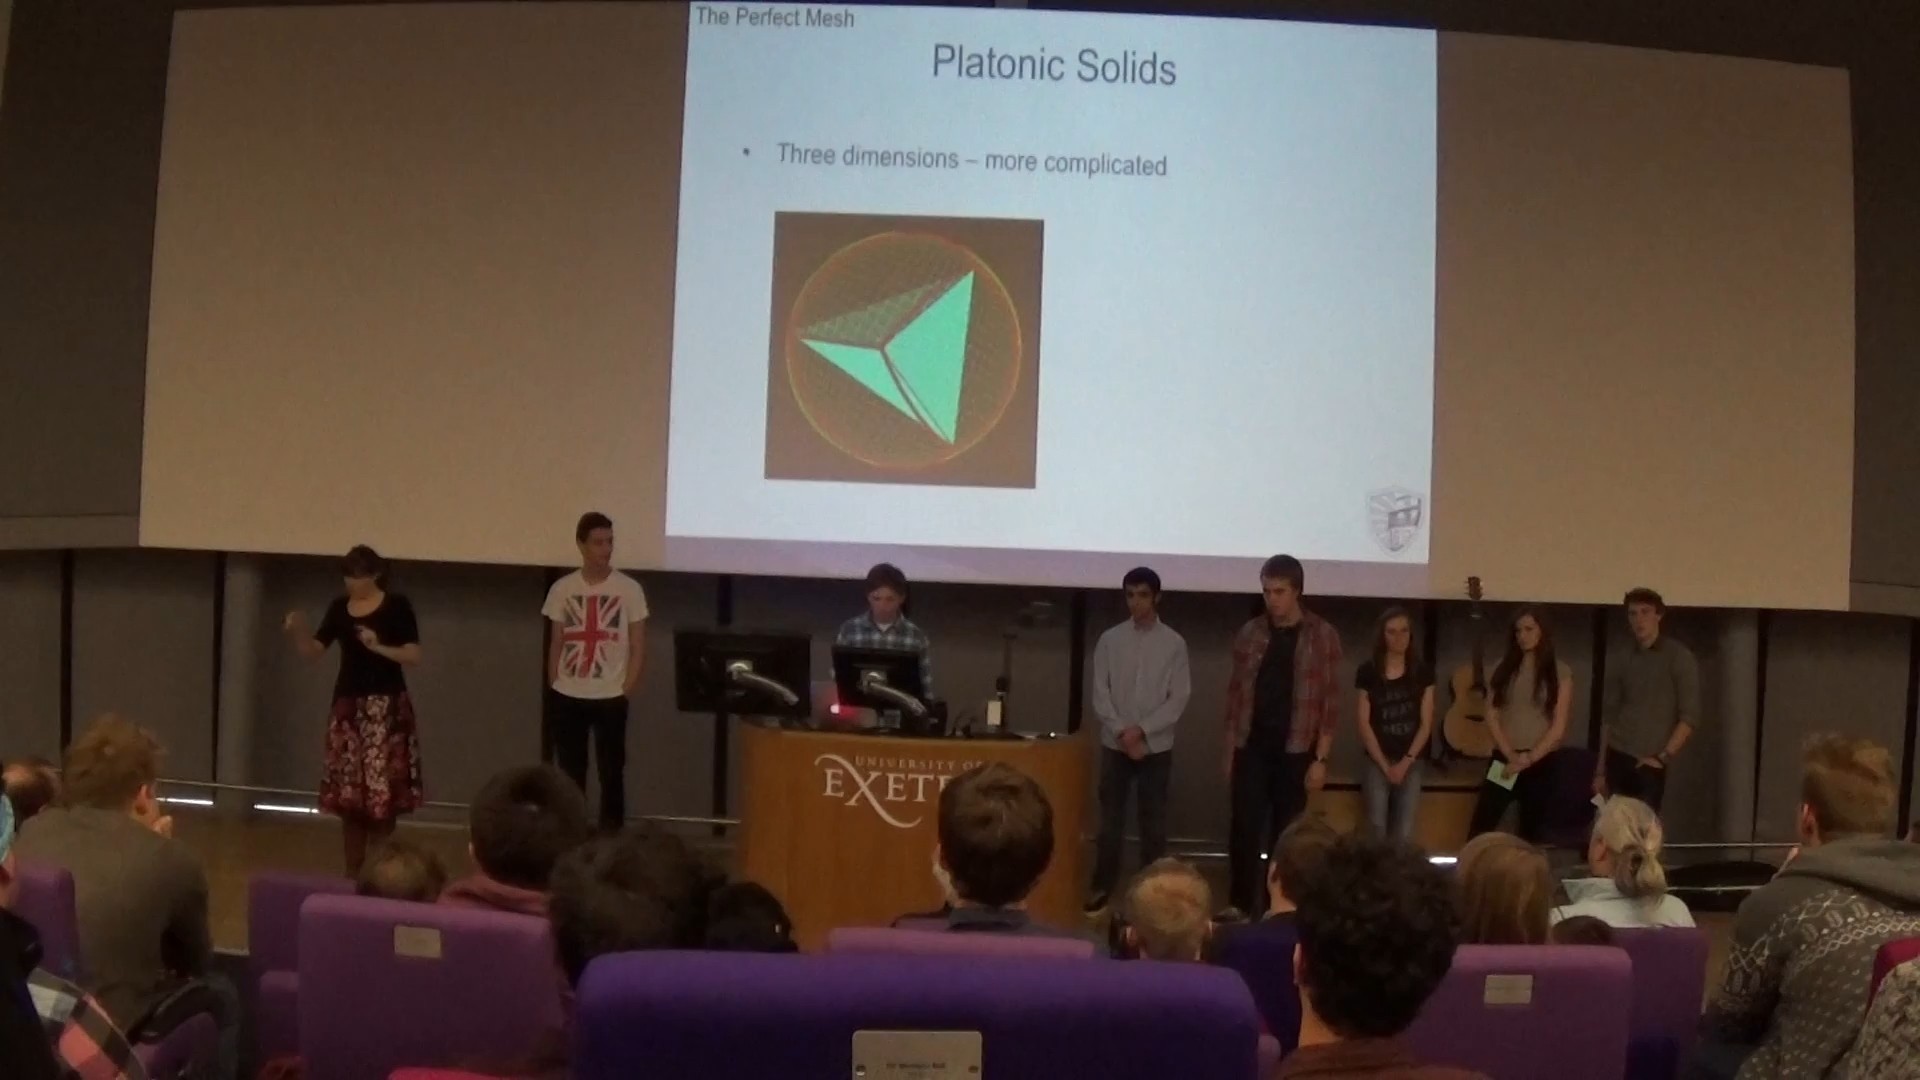 The Perfect Mesh
Platonic Solids
• Three dimensions – more complicated
UNIVERSITY OF
EXETE